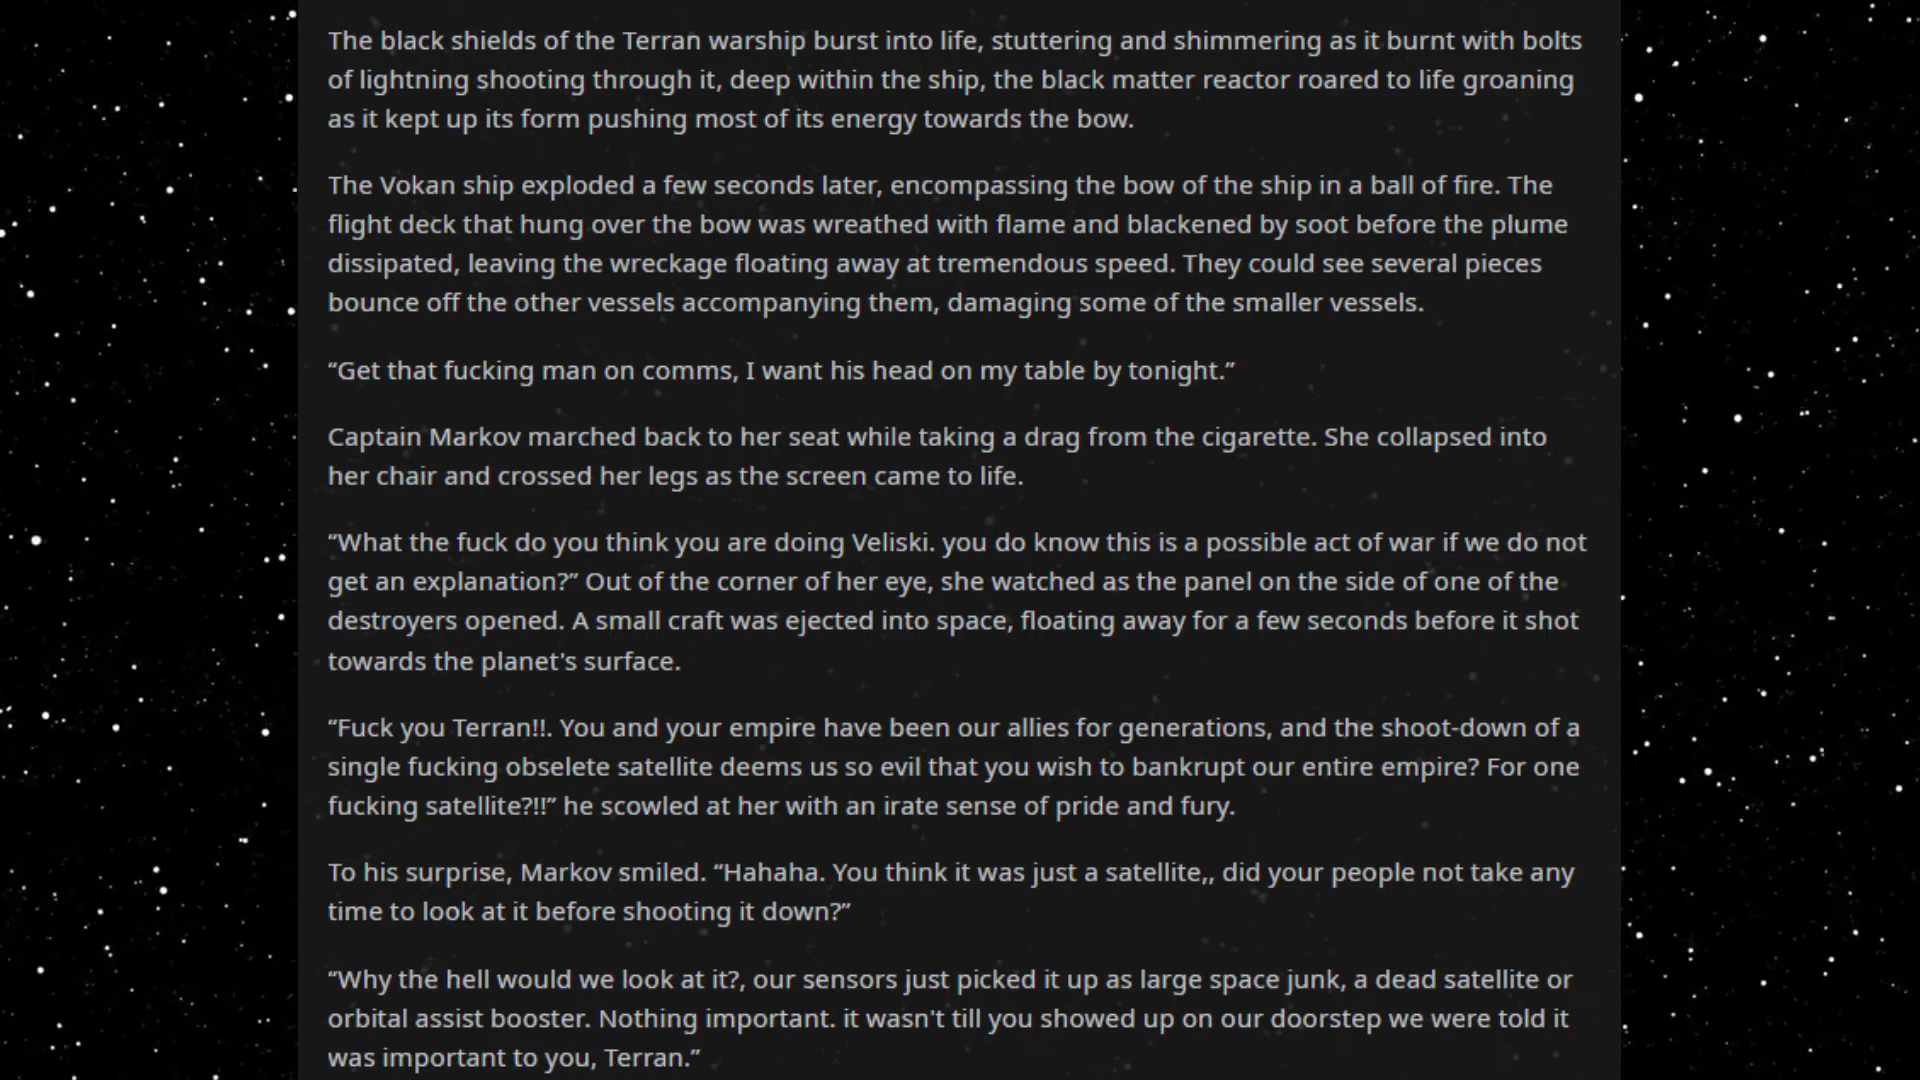 The black shields of the Terran warship burst into life, stuttering and shimmering as it burnt with bolts
of lightning shooting through it, deep within the ship, the black matter reactor roared to life groaning
as it kept up its form pushing most of its energy towards the bow.
The Vokan ship exploded a few seconds later, encompassing the bow of the ship in a ball of fire. The
flight deck that hung over the bow was wreathed with flame and blackened by soot before the plume
dissipated, leaving the wreckage floating away at tremendous speed. They could see several pieces
bounce off the other vessels accompanying them, damaging some of the smaller vessels.
“Get that fucking man on comms, I want his head on my table by tonight.”
Captain Markov marched back to her seat while taking a drag from the cigarette. She collapsed into
her chair and crossed her legs as the screen came to life.
“What the fuck do you think you are doing Veliski. you do know this is a possible act of war if we do not
get an explanation?” Out of the corner of her eye, she watched as the panel on the side of one of the
destroyers opened. A small craft was ejected into space, floating away for a few seconds before it shot
towards the planet's surface.
“Fuck you Terran!!. You and your empire have been our allies for generations, and the shoot-down of a
single fucking obselete satellite deems us so evil that you wish to bankrupt our entire empire? For one
fucking satellite?!!” he scowled at her with an irate sense of pride and fury.
To his surprise, Markov smiled. “Hahaha. You think it was just a satellite,, did your people not take any
time to look at it before shooting it down?”
“Why the hell would we look at it?, our sensors just picked it up as large space junk, a dead satellite or
orbital assist booster. Nothing important. it wasn't till you showed up on our doorstep we were told it
was important to you, Terran.”